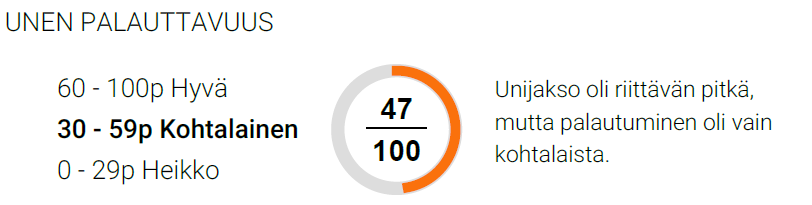 UNEN PALAUTTAVUUS
60 - 100p Hyvä
30 - 59p Kohtalainen
0 - 29p Heikko
47
100
Unijakso oli riittävän pitkä,
mutta palautuminen oli vain
kohtalaista.